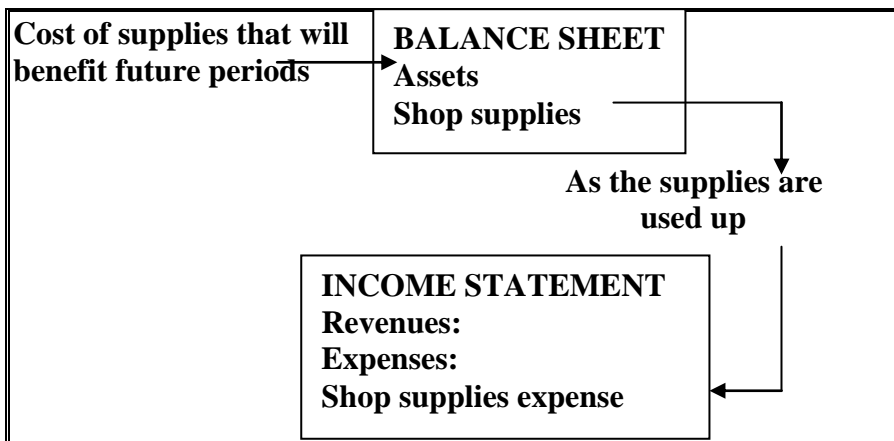 Cost of supplies that will
benefit future periods
BALANCE SHEET
Assets
Shop supplies
As the supplies are
used up
INCOME STATEMENT
Revenues:
Expenses:
Shop supplies expense